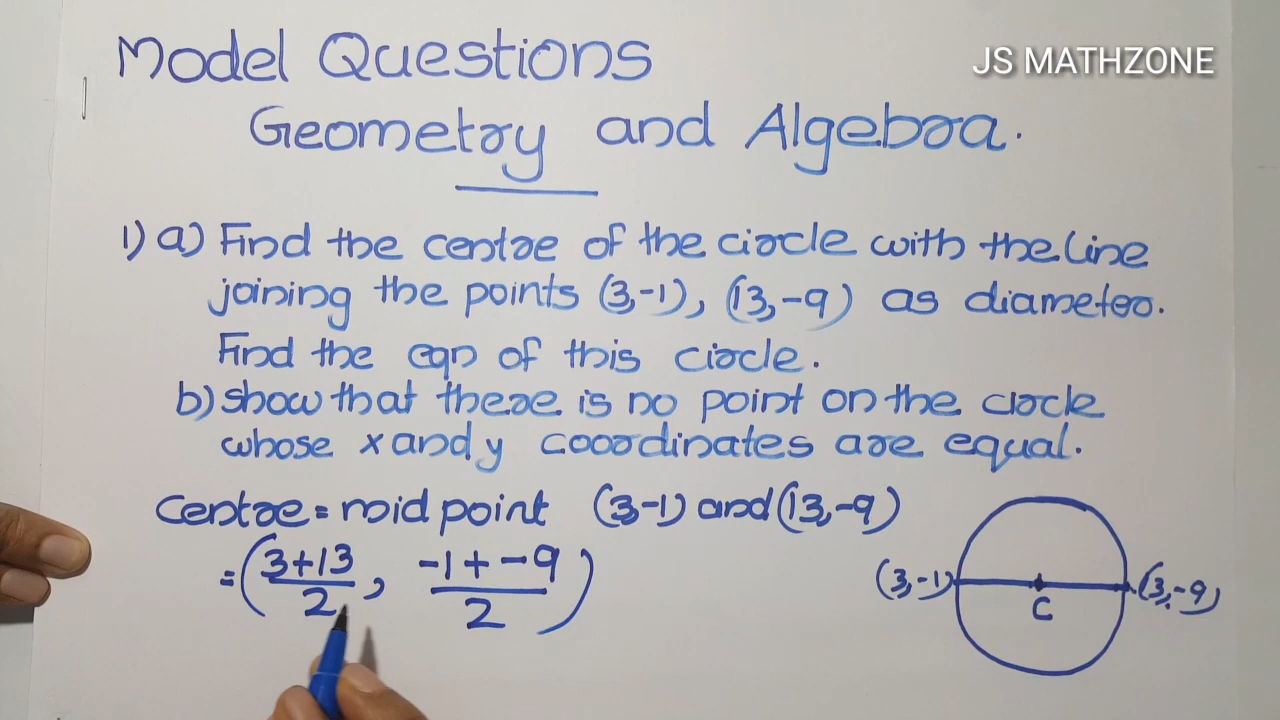 Model Questions
JS MATHZONE
Geometry and Algebra.
1) a) Find the centre of the circle with the line
joining the points (3,-1), (13,-9) as diameter.
Find the eqn of this circle.
b) show that there is no point on the circle
whose x and y coordinates are equal.
Centre = mid point (3,-1) and (13,-9)
= (3+13/2, -1+-9/2)
(3,-1)
C
(3,-9)